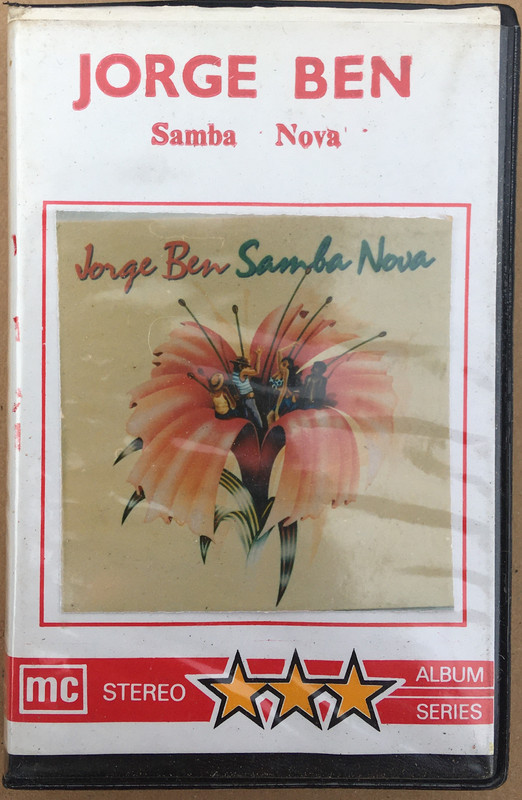 JORGE BEN
Samba Nova
Jorge Ben Samba Nova
mc STEREO
ALBUM
SERIES